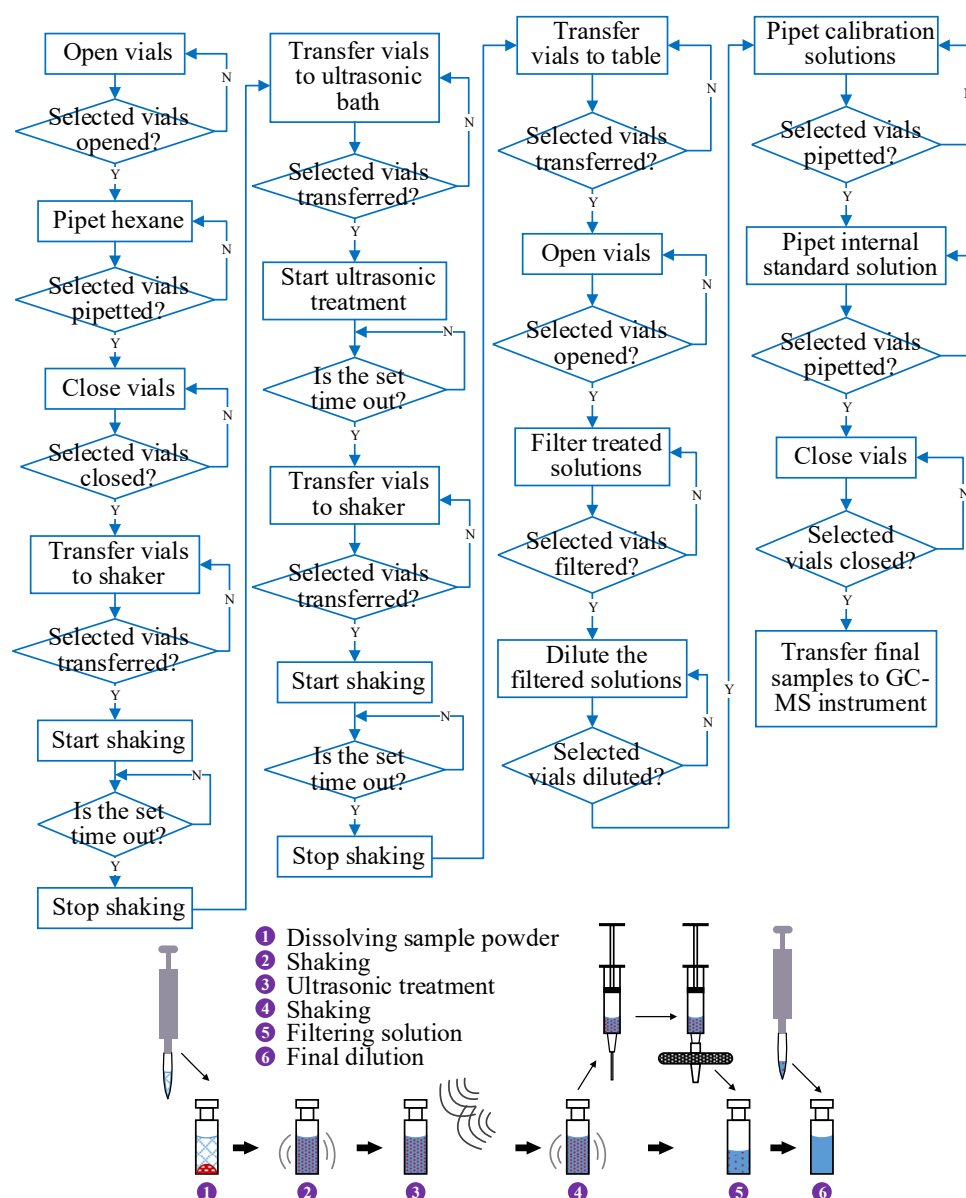 Open vials
N
Selected vials
opened?
Y
Pipet hexane
N
Selected vials
pipetted?
Y
Close vials
N
Selected vials
closed?
Y
Transfer vials
to shaker
N
Selected vials
transferred?
Y
Start shaking
N
Is the set
time out?
Y
Stop shaking
Transfer vials
to ultrasonic
bath
N
Selected vials
transferred?
Y
Start ultrasonic
treatment
N
Is the set
time out?
Y
Transfer vials
to shaker
N
Selected vials
transferred?
Y
Start shaking
N
Is the set
time out?
Y
Stop shaking
Transfer
vials to table
N
Selected vials
transferred?
Y
Open vials
N
Selected vials
opened?
Y
Filter treated
solutions
N
Selected vials
filtered?
Y
Dilute the
filtered solutions
N
Selected
vials diluted?
Y
Pipet calibration
solutions
Selected vials
pipetted?
Y
Pipet internal
standard solution
Selected vials
pipetted?
Y
Close vials
N
Selected
vials closed?
Y
Transfer final
samples to GC-
MS instrument
1 Dissolving sample powder
2 Shaking
3 Ultrasonic treatment
4 Shaking
5 Filtering solution
6 Final dilution
1
2
3
4
5
6